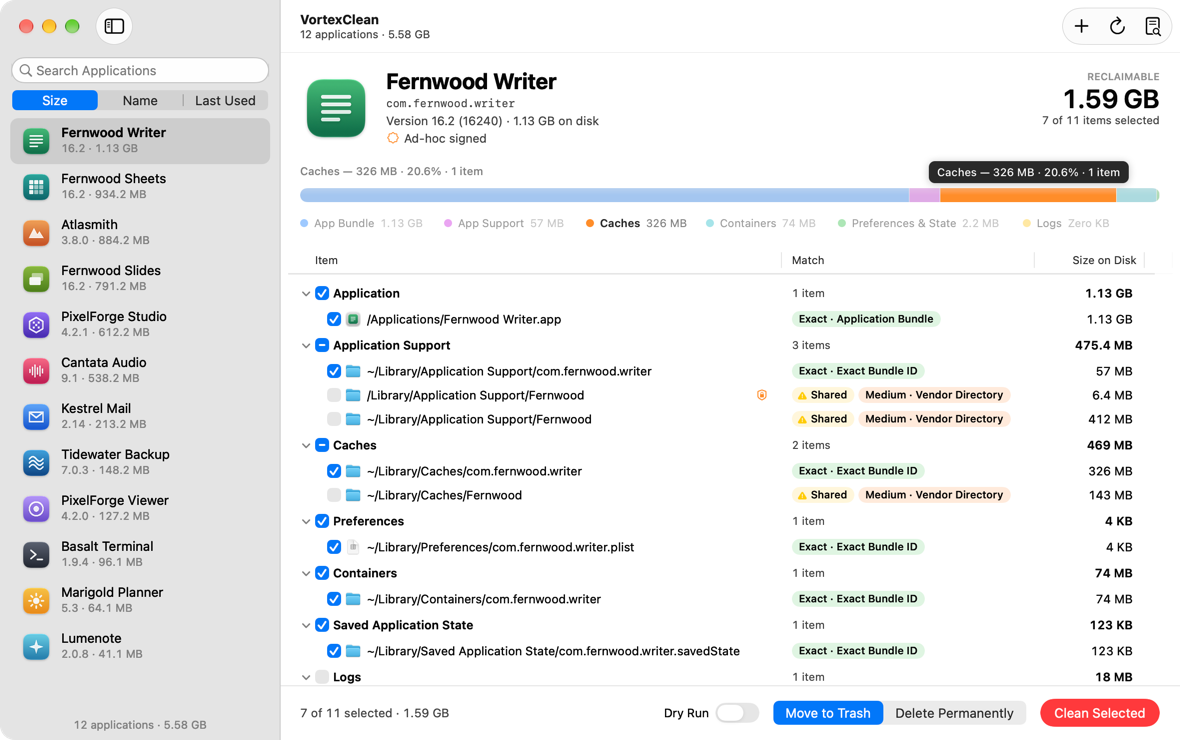 Search Applications
Size Name Last Used
Fernwood Writer
16.2 · 1.13 GB
Fernwood Sheets
16.2 · 934.2 MB
Atlasmith
3.8.0 · 884.2 MB
Fernwood Slides
16.2 · 791.2 MB
PixelForge Studio
4.2.1 · 612.2 MB
Cantata Audio
9.1 · 538.2 MB
Kestrel Mail
2.14 · 213.2 MB
Tidewater Backup
7.0.3 · 148.2 MB
PixelForge Viewer
4.2.0 · 127.2 MB
Basalt Terminal
1.9.4 · 96.1 MB
Marigold Planner
5.3 · 64.1 MB
Lumenote
2.0.8 · 41.1 MB
12 applications · 5.58 GB
VortexClean
12 applications · 5.58 GB
Fernwood Writer
com.fernwood.writer
Version 16.2 (16240) · 1.13 GB on disk
Ad-hoc signed
RECLAIMABLE
1.59 GB
7 of 11 items selected
Caches — 326 MB · 20.6% · 1 item
Caches — 326 MB · 20.6% · 1 item
App Bundle 1.13 GB App Support 57 MB Caches 326 MB Containers 74 MB Preferences & State 2.2 MB Logs Zero KB
Item Match Size on Disk
Application 1 item 1.13 GB
/Applications/Fernwood Writer.app Exact · Application Bundle 1.13 GB
Application Support 3 items 475.4 MB
~/Library/Application Support/com.fernwood.writer Exact · Exact Bundle ID 57 MB
/Library/Application Support/Fernwood Shared Medium · Vendor Directory 6.4 MB
~/Library/Application Support/Fernwood Shared Medium · Vendor Directory 412 MB
Caches 2 items 469 MB
~/Library/Caches/com.fernwood.writer Exact · Exact Bundle ID 326 MB
~/Library/Caches/Fernwood Shared Medium · Vendor Directory 143 MB
Preferences 1 item 4 KB
~/Library/Preferences/com.fernwood.writer.plist Exact · Exact Bundle ID 4 KB
Containers 1 item 74 MB
~/Library/Containers/com.fernwood.writer Exact · Exact Bundle ID 74 MB
Saved Application State 1 item 123 KB
~/Library/Saved Application State/com.fernwood.writer.savedState Exact · Exact Bundle ID 123 KB
Logs 1 item 18 MB
7 of 11 selected · 1.59 GB Dry Run Move to Trash Delete Permanently Clean Selected